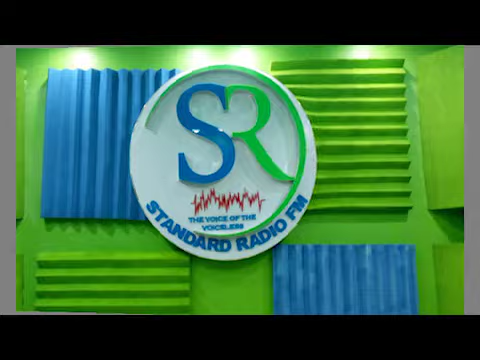 SR
THE VOICE OF THE
VOICELESS
STANDARD RADIO FM